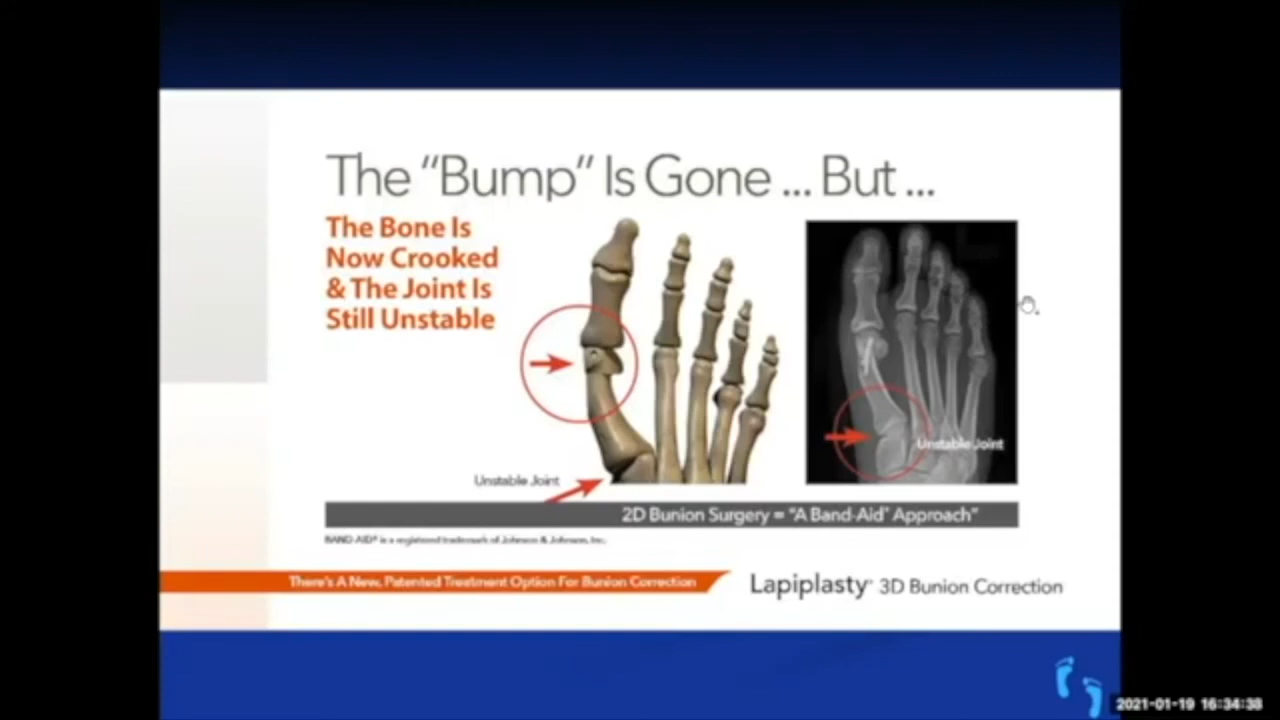 The “Bump” Is Gone ... But ...
The Bone Is
Now Crooked
& The Joint Is
Still Unstable
Unstable Joint
Unstable Joint
2D Bunion Surgery = “A Band-Aid® Approach”
BAND-AID® is a registered trademark of Johnson & Johnson, Inc.
There's A New, Patented Treatment Option For Bunion Correction
Lapiplasty® 3D Bunion Correction
2021-01-19 16:34:38